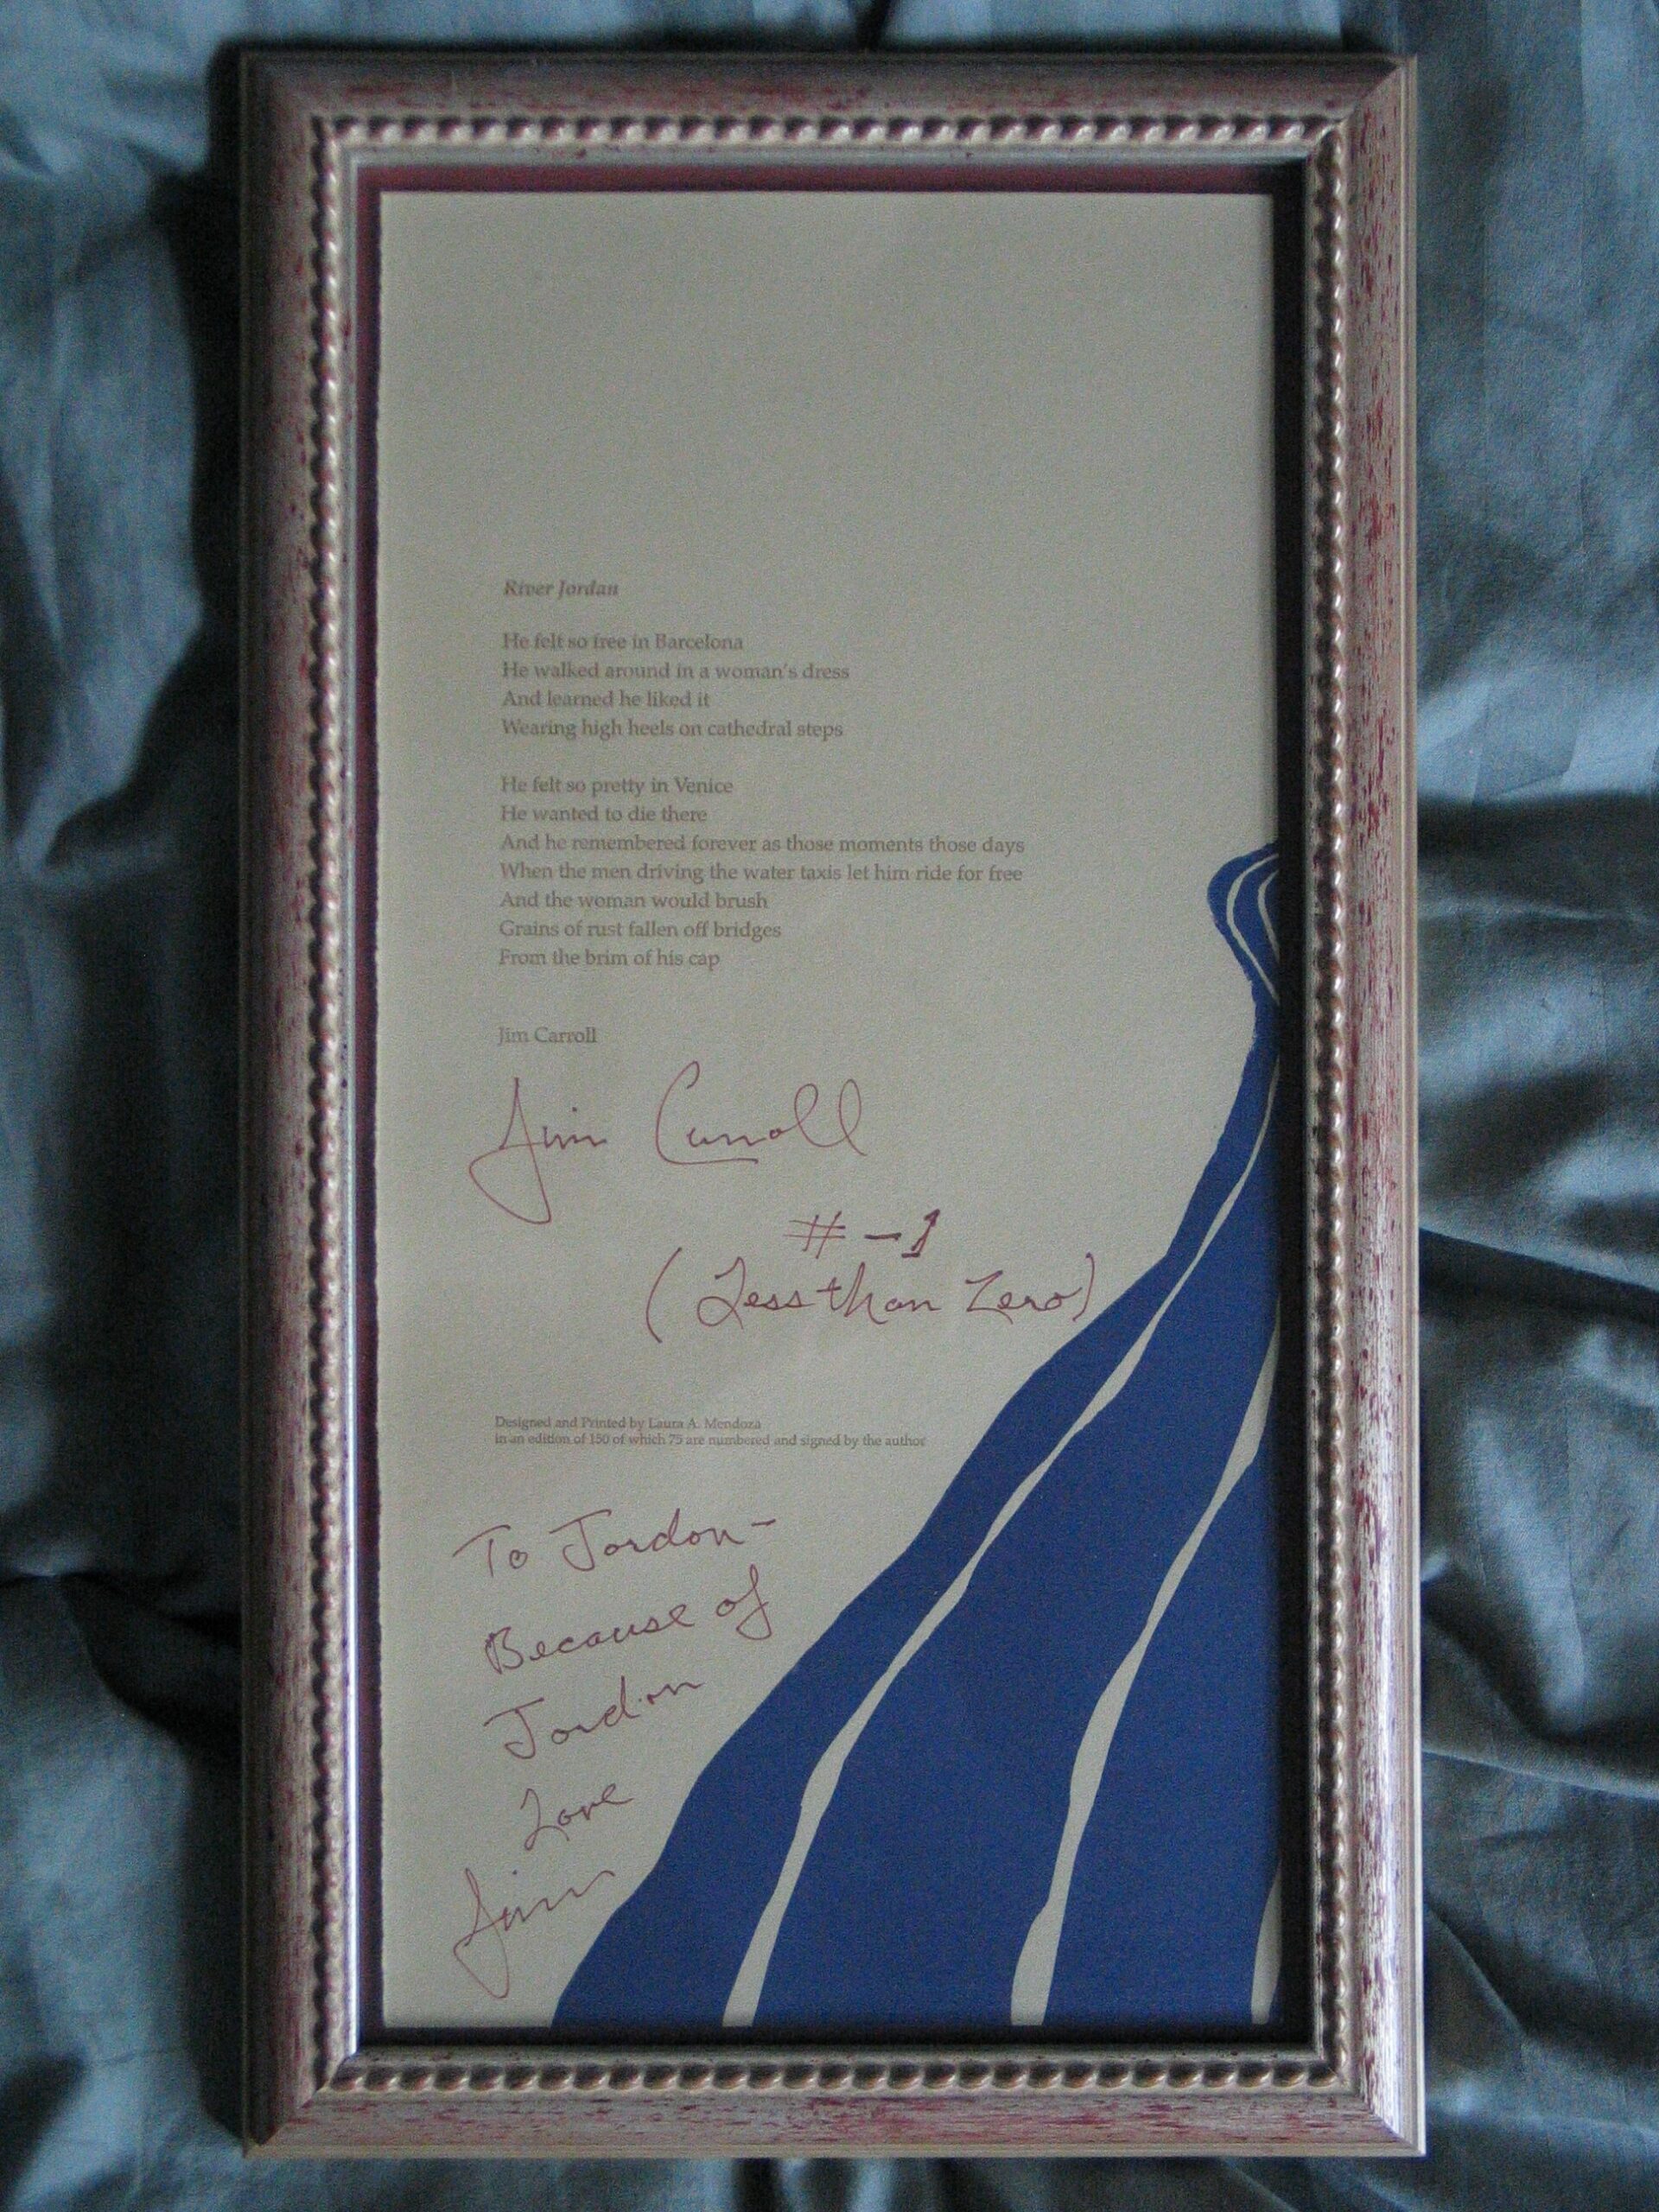 River Jordan
He felt so free in Barcelona
He walked around in a woman's dress
And learned he liked it
Wearing high heels on cathedral steps
He felt so pretty in Venice
He wanted to die there
And he remembered forever as those moments those days
When the men driving the water taxis let him ride for free
And the woman would brush
Grains of rust fallen off bridges
From the brim of his cap
Jim Carroll
Jim Carroll
# -1
(Less than Zero)
Designed and Printed by Laura A. Mendoza
in an edition of 150 of which 75 are numbered and signed by the author
To Jordon-
Because of
Jordon
Love
Jim